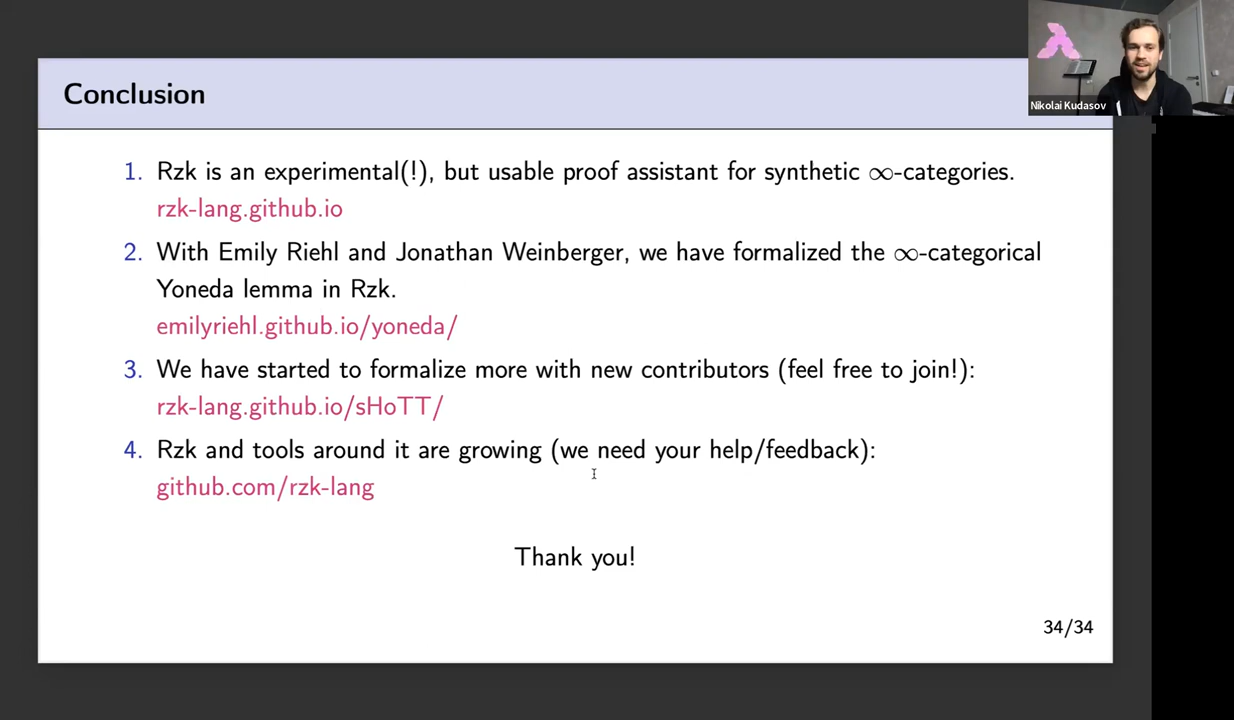 Conclusion
Nikolai Kudasov
1. Rzk is an experimental(!), but usable proof assistant for synthetic ∞-categories.
rzk-lang.github.io
2. With Emily Riehl and Jonathan Weinberger, we have formalized the ∞-categorical
Yoneda lemma in Rzk.
emilyriehl.github.io/yoneda/
3. We have started to formalize more with new contributors (feel free to join!):
rzk-lang.github.io/sHoTT/
4. Rzk and tools around it are growing (we need your help/feedback):
github.com/rzk-lang
Thank you!
34/34